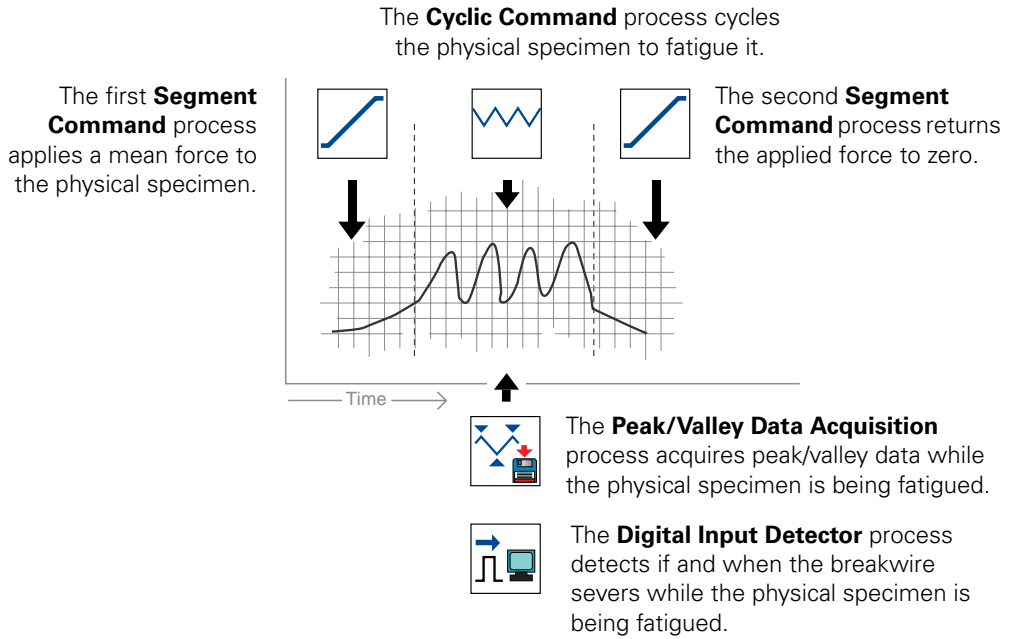 The Cyclic Command process cycles
the physical specimen to fatigue it.
The first Segment
Command process
applies a mean force to
the physical specimen.
The second Segment
Command process returns
the applied force to zero.
Time
The Peak/Valley Data Acquisition
process acquires peak/valley data while
the physical specimen is being fatigued.
The Digital Input Detector process
detects if and when the breakwire
severs while the physical specimen is
being fatigued.